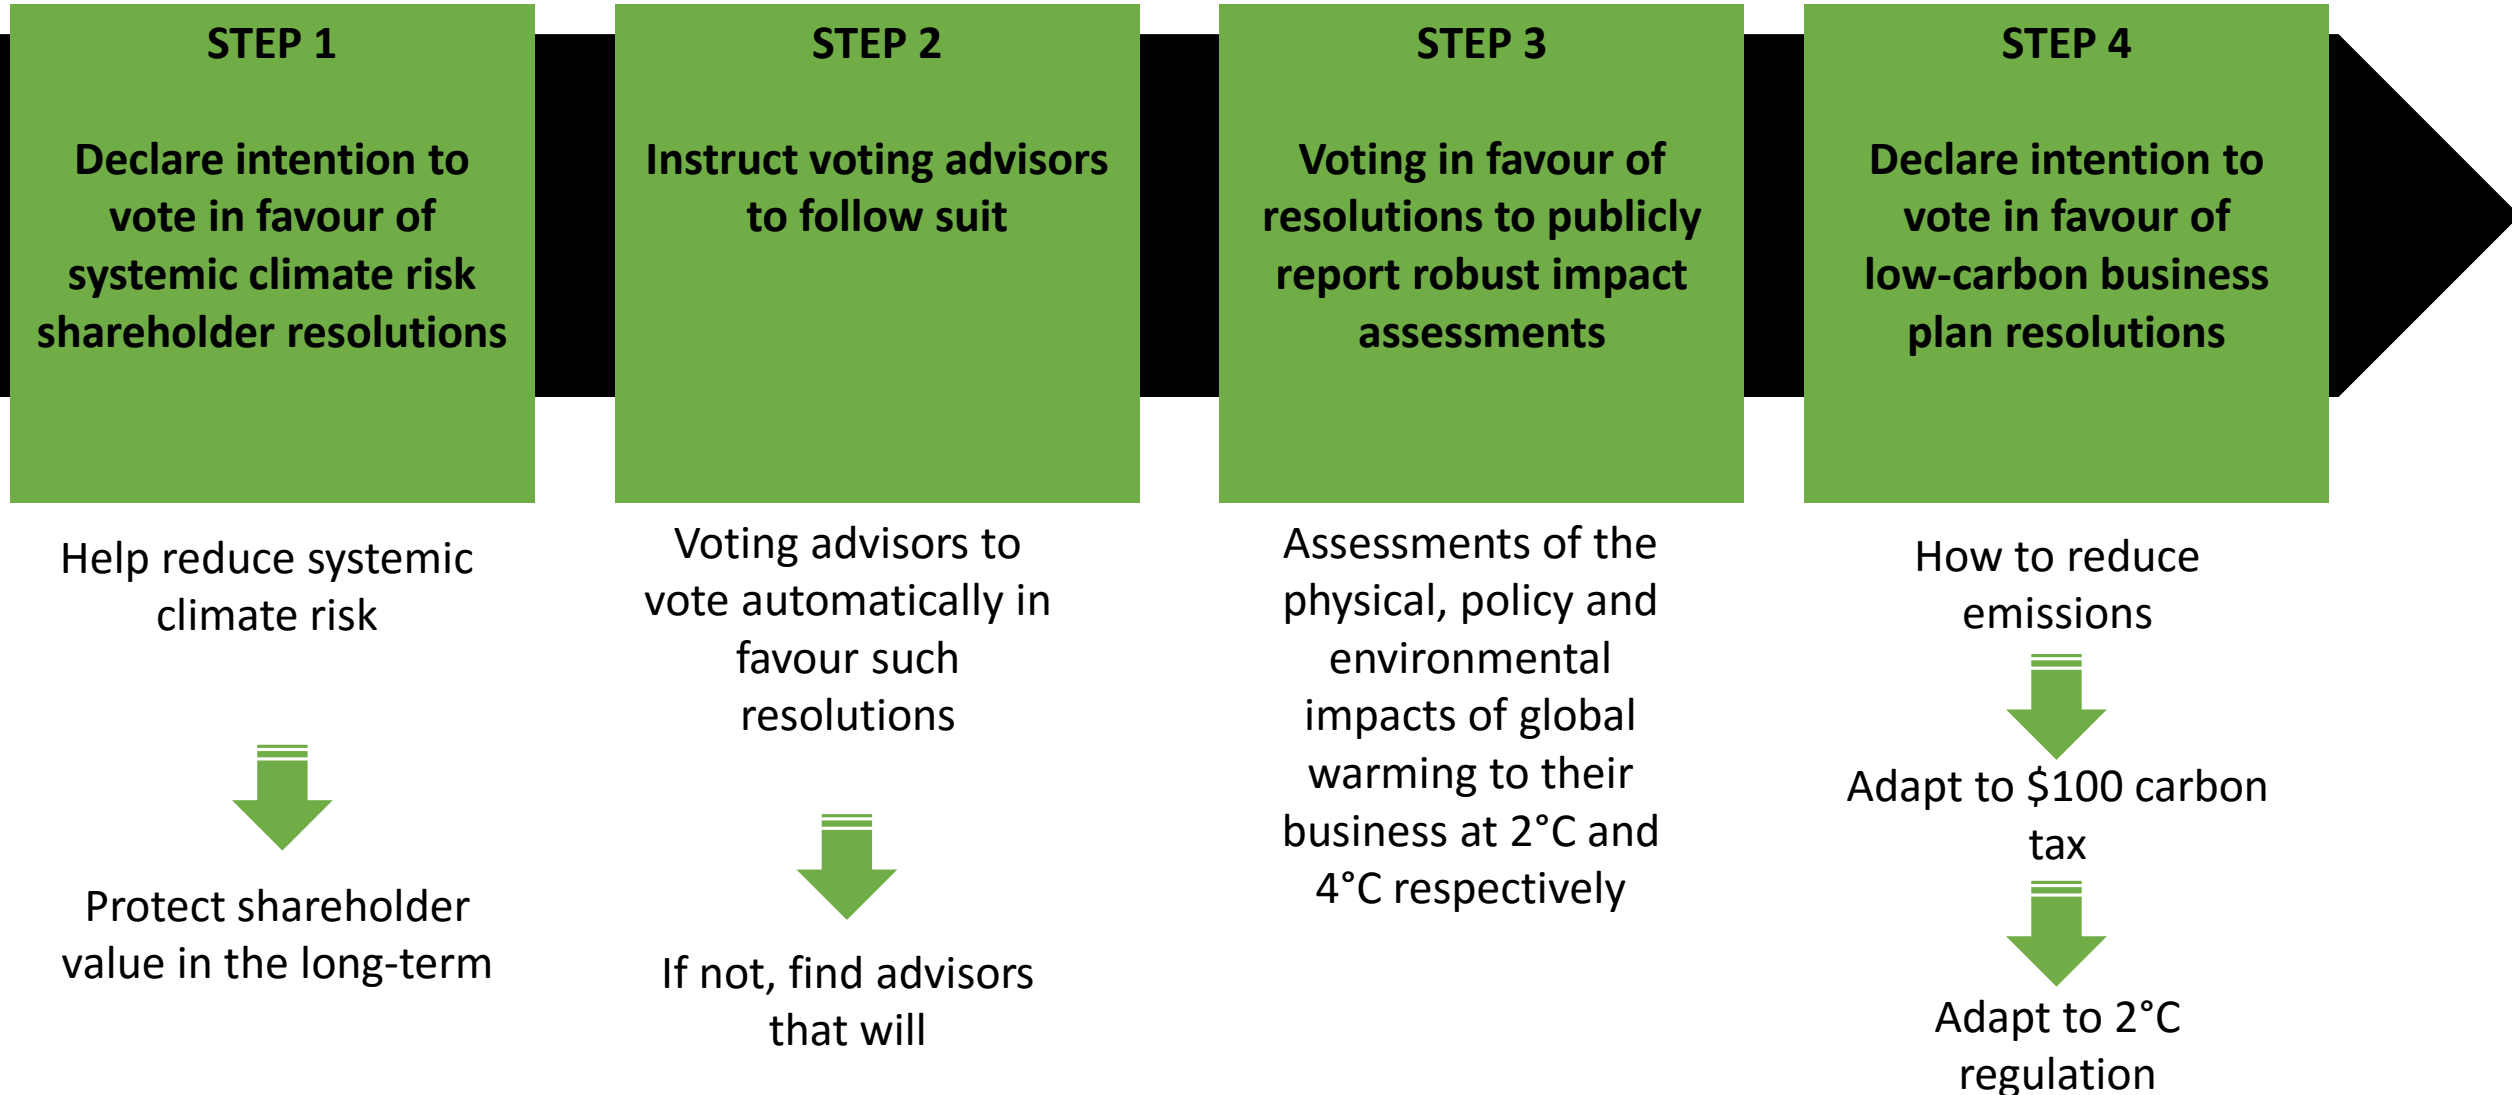 STEP 1
Declare intention to
vote in favour of
systemic climate risk
shareholder resolutions
Help reduce systemic
climate risk
Protect shareholder
value in the long-term
STEP 2
Instruct voting advisors
to follow suit
Voting advisors to
vote automatically in
favour such
resolutions
If not, find advisors
that will
STEP 3
Voting in favour of
resolutions to publicly
report robust impact
assessments
Assessments of the
physical, policy and
environmental
impacts of global
warming to their
business at 2°C and
4°C respectively
STEP 4
Declare intention to
vote in favour of
low-carbon business
plan resolutions
How to reduce
emissions
Adapt to $100 carbon
tax
Adapt to 2°C
regulation